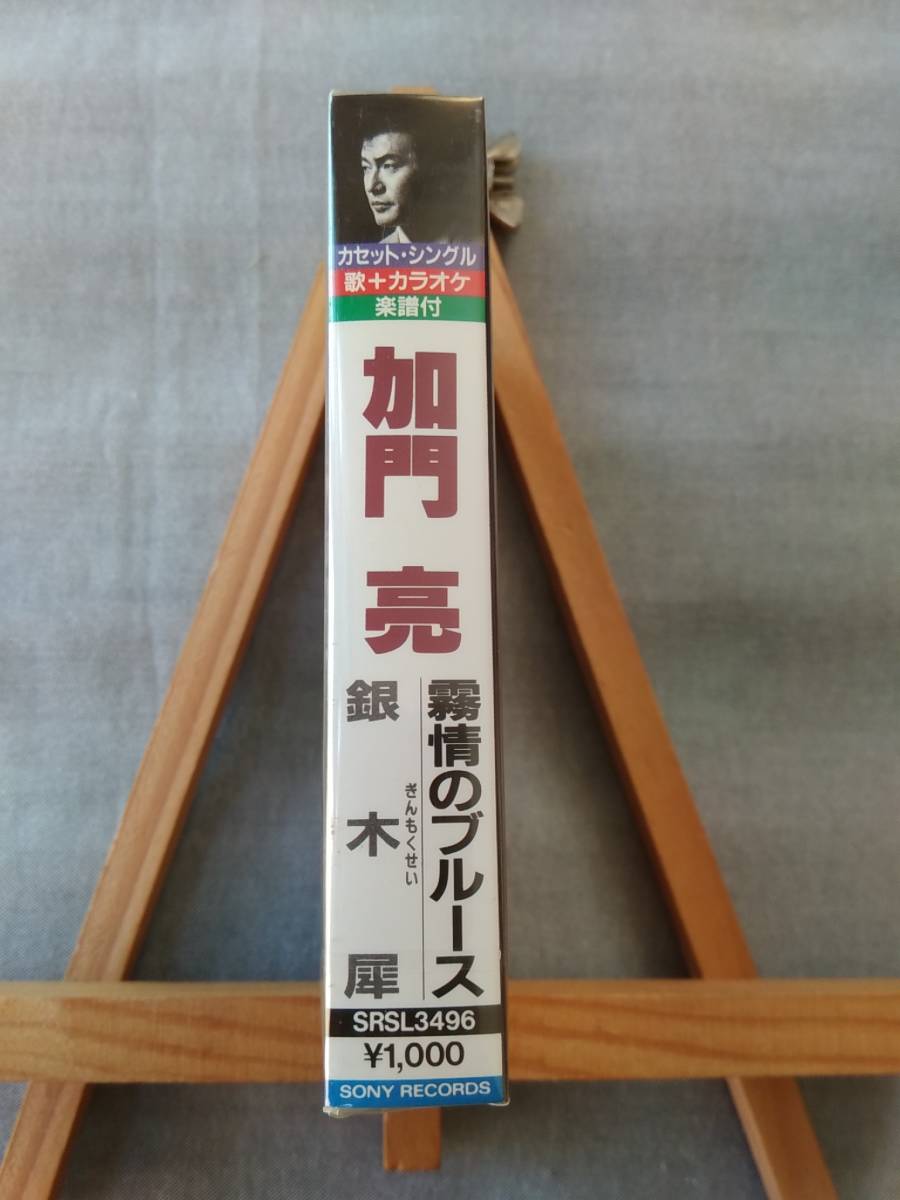 カセット・シングル
歌＋カラオケ
楽譜付
加門 亮
霧情のブルース
銀木犀
ぎんもくせい
SRSL3496
¥1,000
SONY RECORDS